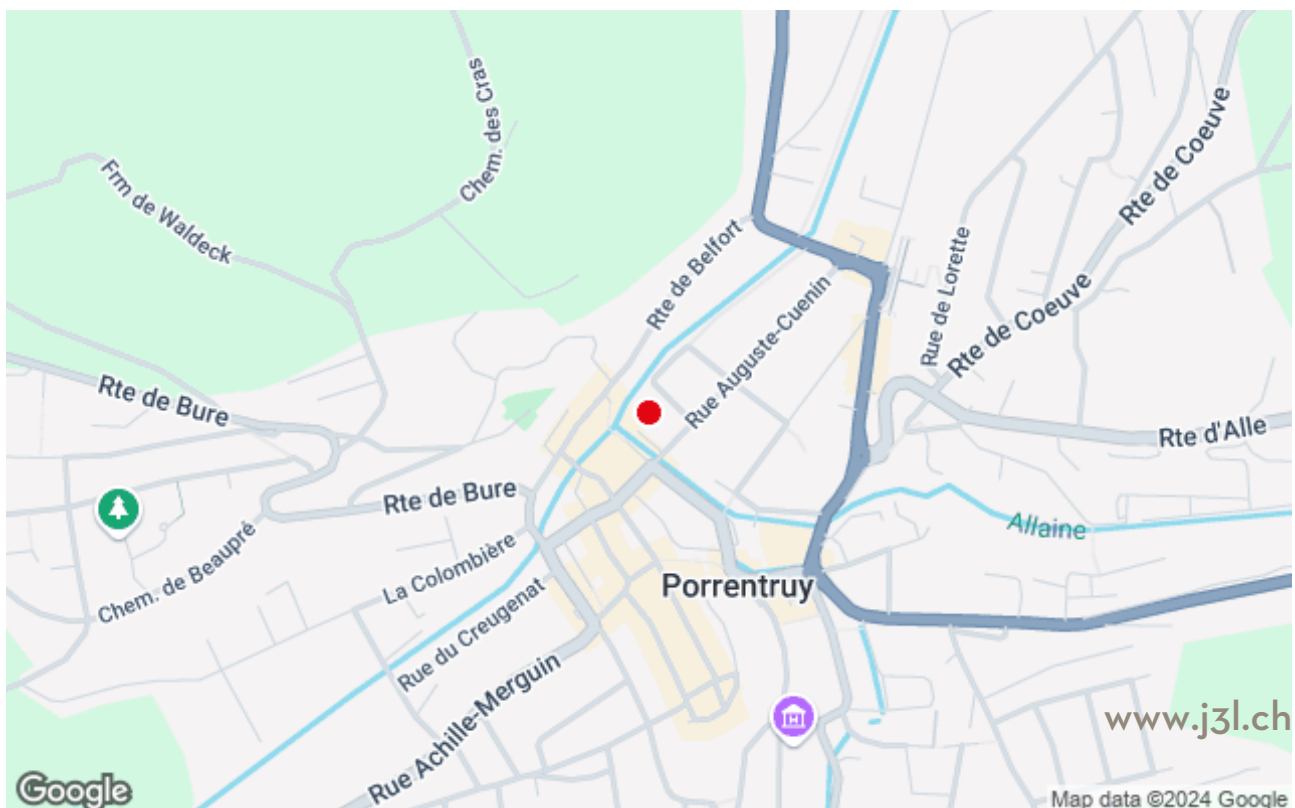 Chem. des Cras
Frm de Waldeck
Rte de Coeuve
Rte de Belfort
Rue Auguste-Cuenin
Rue de Lorette
Rte de Coeuve
Rte de Bure
Rte d'Alle
Rte de Bure
Allaine
La Colombière
Chem. de Beaupré
Porrentruy
Rue du Creugenat
Rue Achille-Merguin
www.j3l.ch
H
Google
Map data ©2024 Google